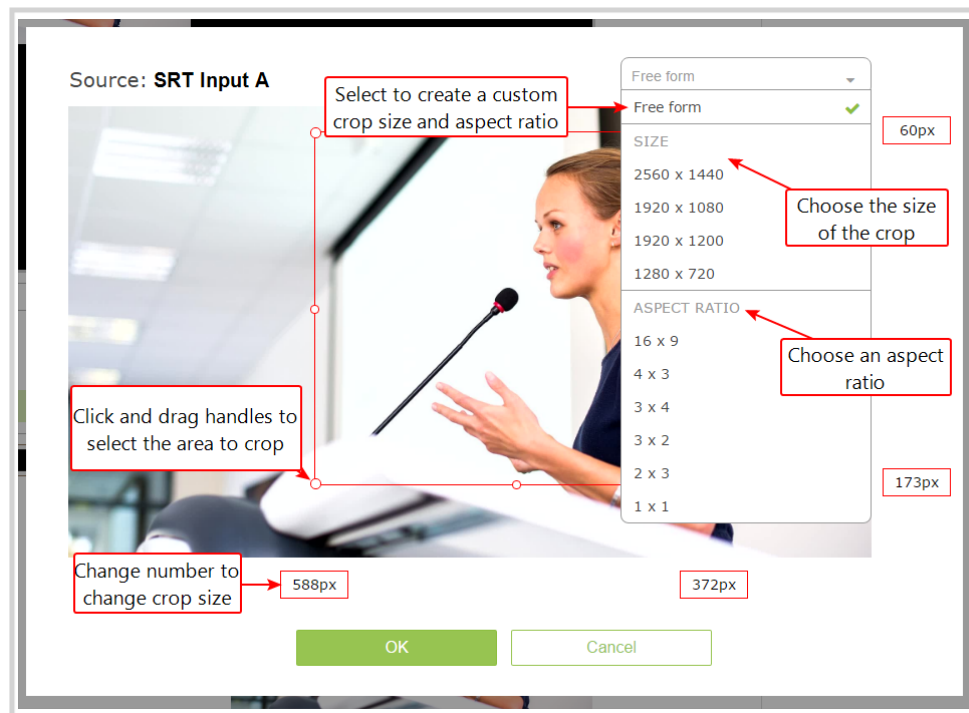 Source: SRT Input A
Select to create a custom
crop size and aspect ratio
Free form
Free form
60px
SIZE
2560 x 1440
1920 x 1080
1920 x 1200
1280 x 720
Choose the size
of the crop
ASPECT RATIO
16 x 9
4 x 3
3 x 4
3 x 2
2 x 3
1 x 1
Choose an aspect
ratio
Click and drag handles to
select the area to crop
173px
Change number to
change crop size
588px
372px
OK
Cancel